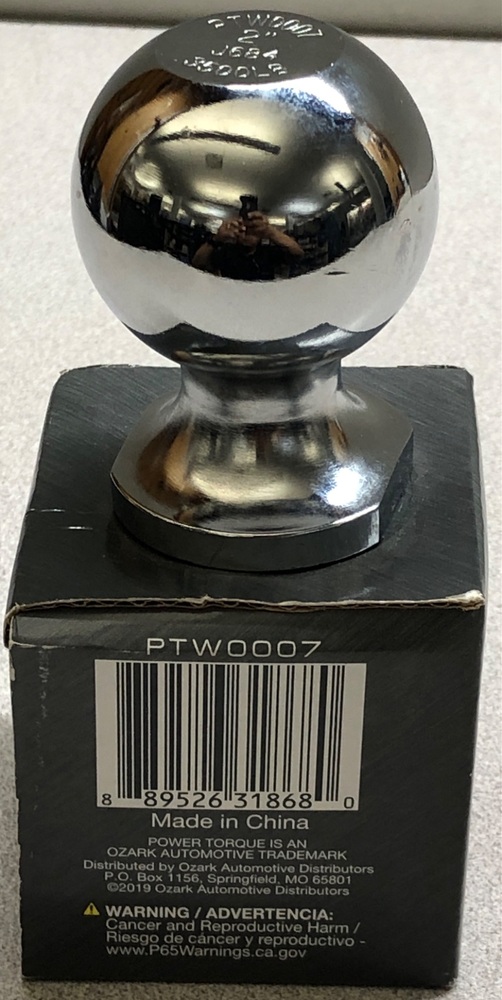 PTW0007
2"
J684
3500LB
PTW0007
8 89526 31868 0
Made in China
POWER TORQUE IS AN
OZARK AUTOMOTIVE TRADEMARK
Distributed by Ozark Automotive Distributors
P.O. Box 1156, Springfield, MO 65801
©2019 Ozark Automotive Distributors
WARNING / ADVERTENCIA:
Cancer and Reproductive Harm /
Riesgo de cáncer y reproductivo -
www.P65Warnings.ca.gov